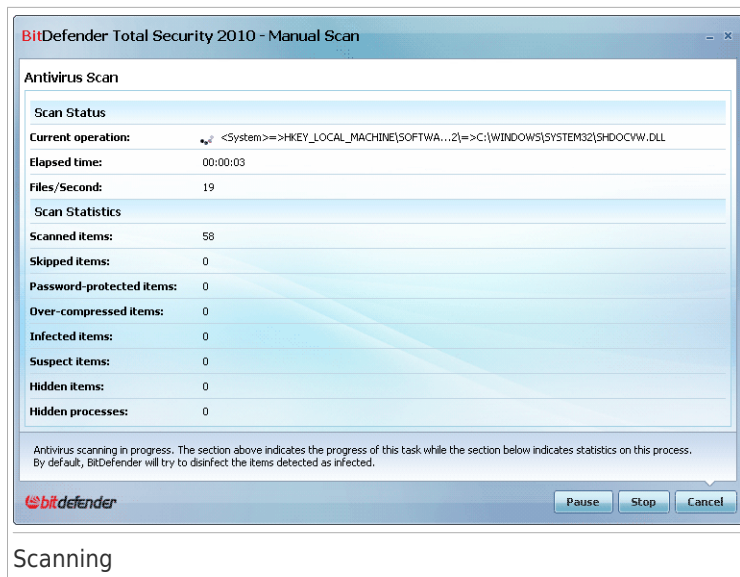 BitDefender Total Security 2010 - Manual Scan
Antivirus Scan
Scan Status
Current operation: <System>=>HKEY_LOCAL_MACHINE\SOFTWA...2\=>C:\WINDOWS\SYSTEM32\SHDOCVW.DLL
Elapsed time: 00:00:03
Files/Second: 19
Scan Statistics
Scanned items: 58
Skipped items: 0
Password-protected items: 0
Over-compressed items: 0
Infected items: 0
Suspect items: 0
Hidden items: 0
Hidden processes: 0
Antivirus scanning in progress. The section above indicates the progress of this task while the section below indicates statistics on this process.
By default, BitDefender will try to disinfect the items detected as infected.
bitdefender Pause Stop Cancel
Scanning